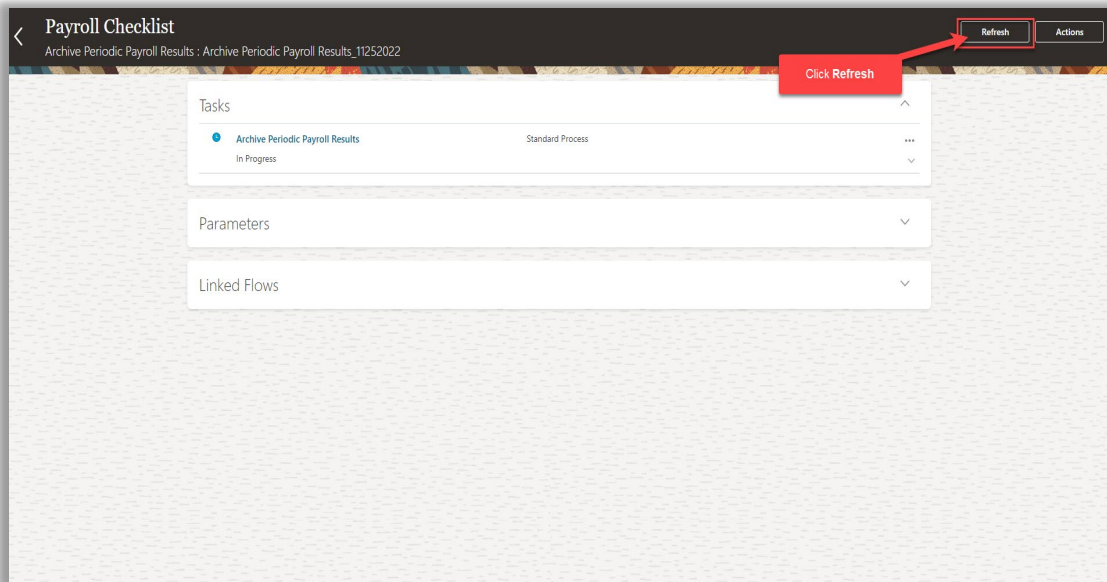 Payroll Checklist
Archive Periodic Payroll Results : Archive Periodic Payroll Results_11252022
Refresh
Actions
Click Refresh
Tasks
Archive Periodic Payroll Results
Standard Process
In Progress
Parameters
Linked Flows